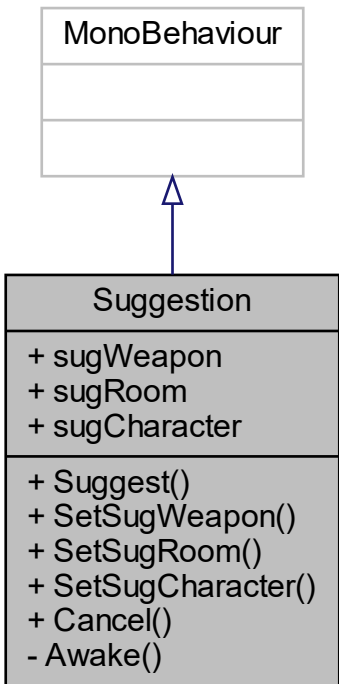 MonoBehaviour
Suggestion
+ sugWeapon
+ sugRoom
+ sugCharacter
+ Suggest()
+ SetSugWeapon()
+ SetSugRoom()
+ SetSugCharacter()
+ Cancel()
- Awake()